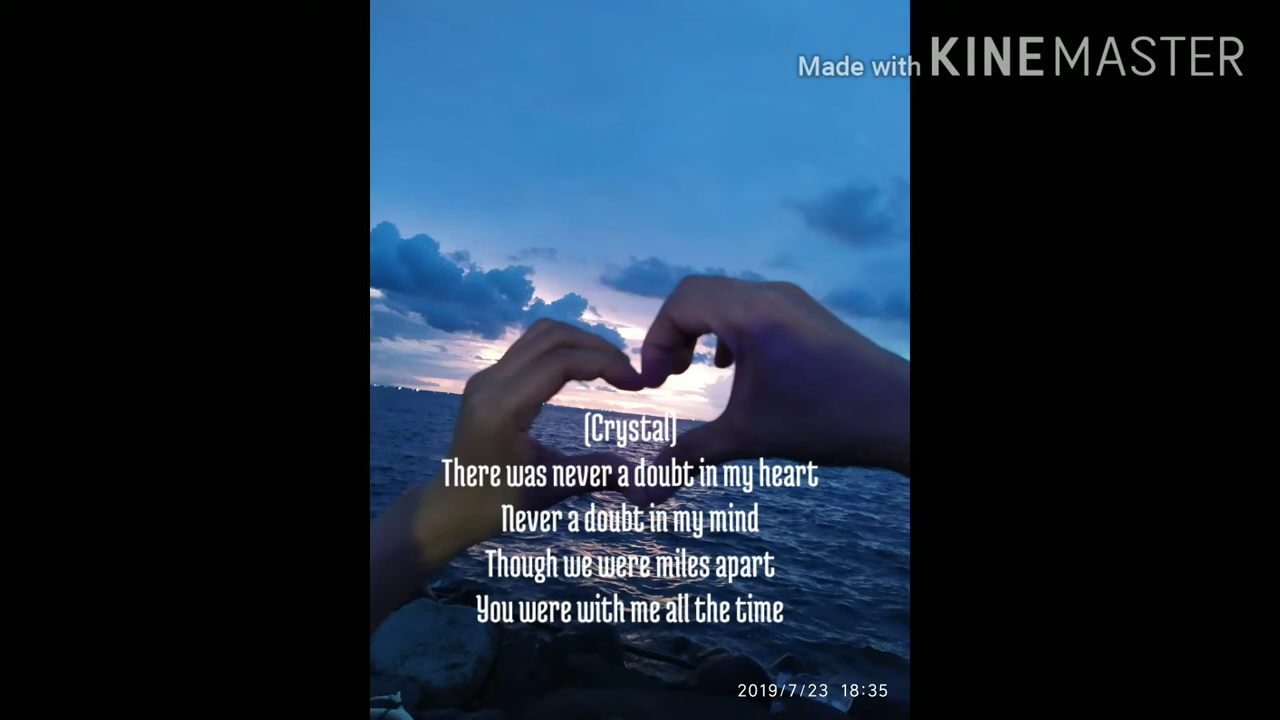 Made with KINEMASTER
(Crystal)
There was never a doubt in my heart
Never a doubt in my mind
Though we were miles apart
You were with me all the time
2019/7/23 18:35